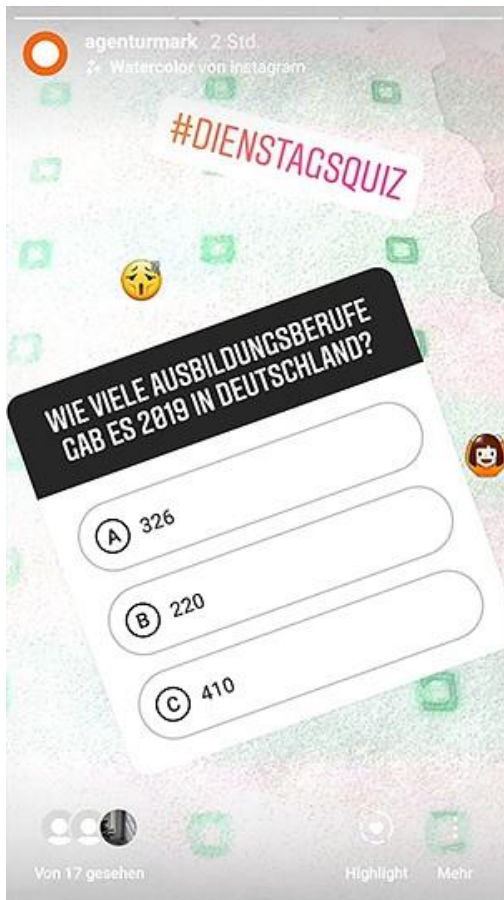 agenturmark 2 Std.
Watercolor von Instagram
#DIENSTAGSQUIZ
WIE VIELE AUSBILDUNGSBERUFE
GAB ES 2019 IN DEUTSCHLAND?
A 326
B 220
C 410
Von 17 gesehen
Highlight Mehr